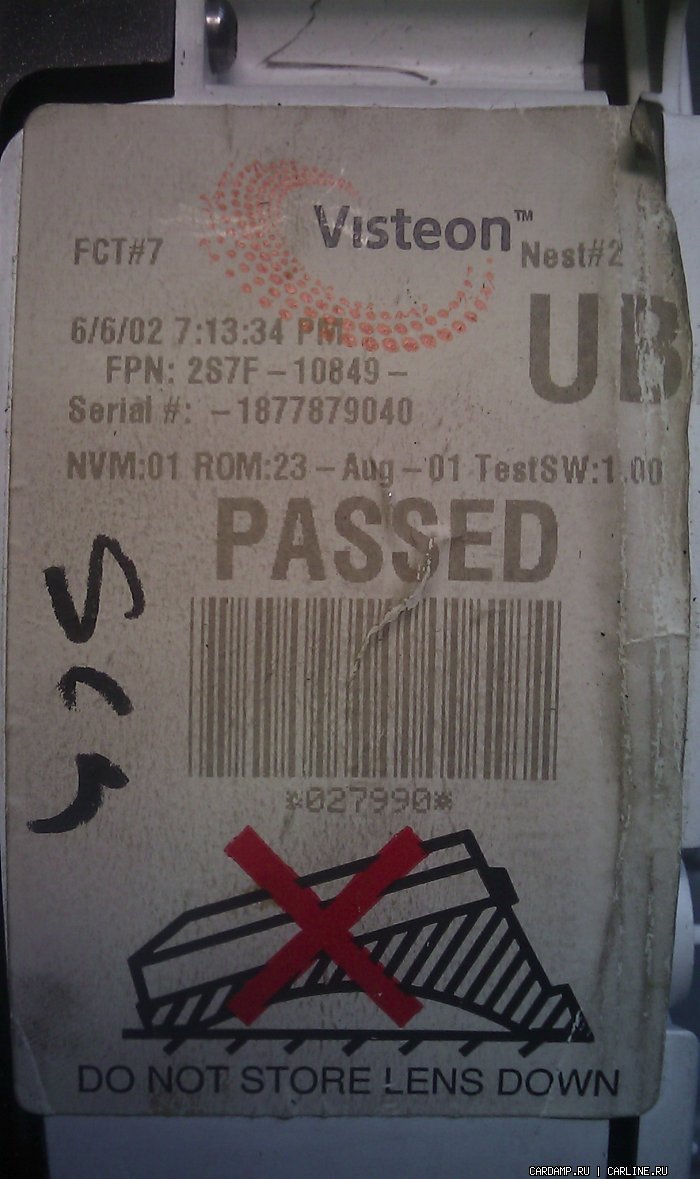 Visteon™
FCT#7
Nest#2
6/6/02 7:13:34 PM
UB
FPN: 2S7F-10849-
Serial #: -1877879040
NVM:01 ROM:23-Aug-01 TestSW:1.00
PASSED
*027990*
DO NOT STORE LENS DOWN
CARDAMP.RU | CARLINE.RU